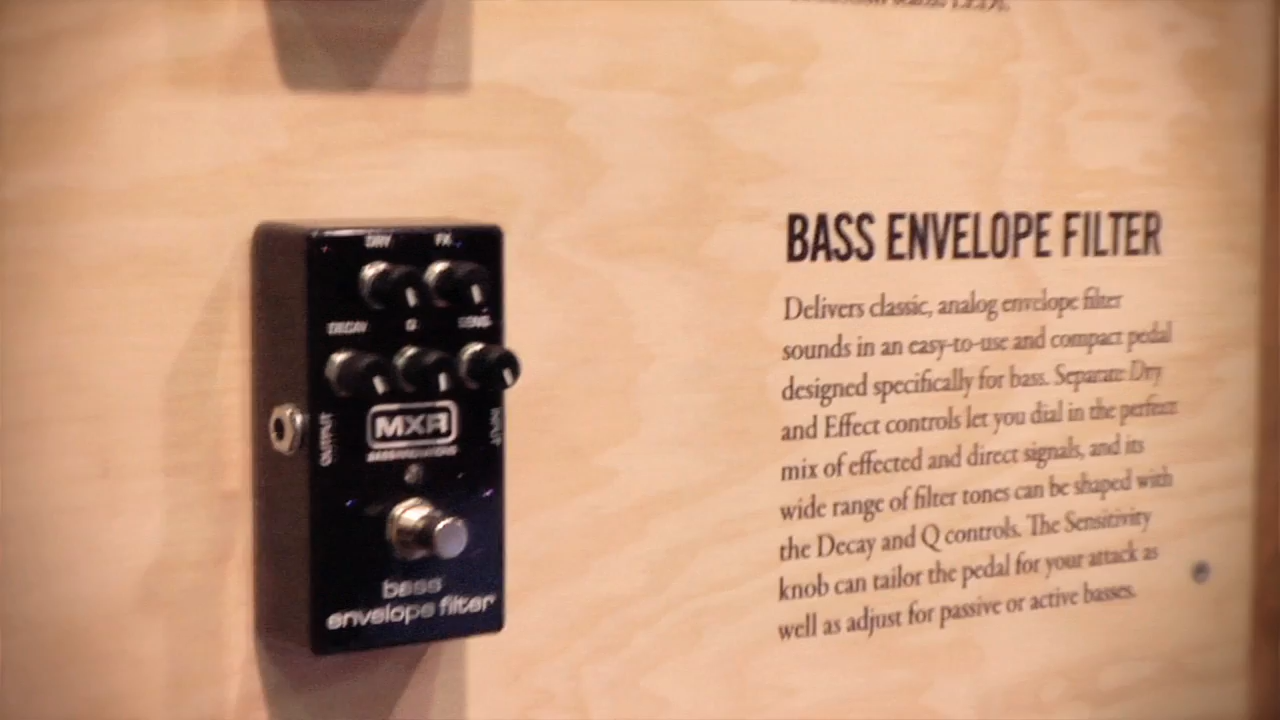 DRY FX
DECAY Q SENS
OUTPUT
INPUT
MXR
bass
envelope filter
BASS ENVELOPE FILTER
Delivers classic, analog envelope filter
sounds in an easy-to-use and compact pedal
designed specifically for bass. Separate Dry
and Effect controls let you dial in the perfect
mix of effected and direct signals, and its
wide range of filter tones can be shaped with
the Decay and Q controls. The Sensitivity
knob can tailor the pedal for your attack as
well as adjust for passive or active basses.